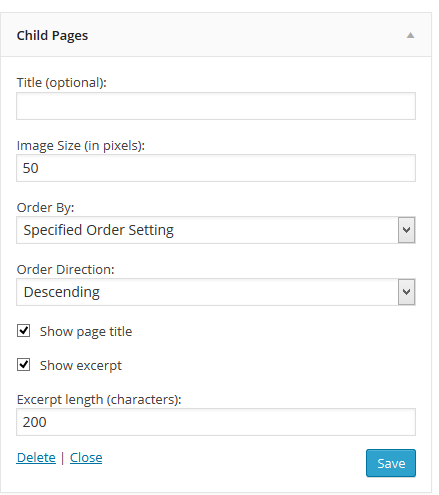 Child Pages
Title (optional):
Image Size (in pixels):
50
Order By:
Specified Order Setting
Order Direction:
Descending
Show page title
Show excerpt
Excerpt length (characters):
200
Delete | Close Save